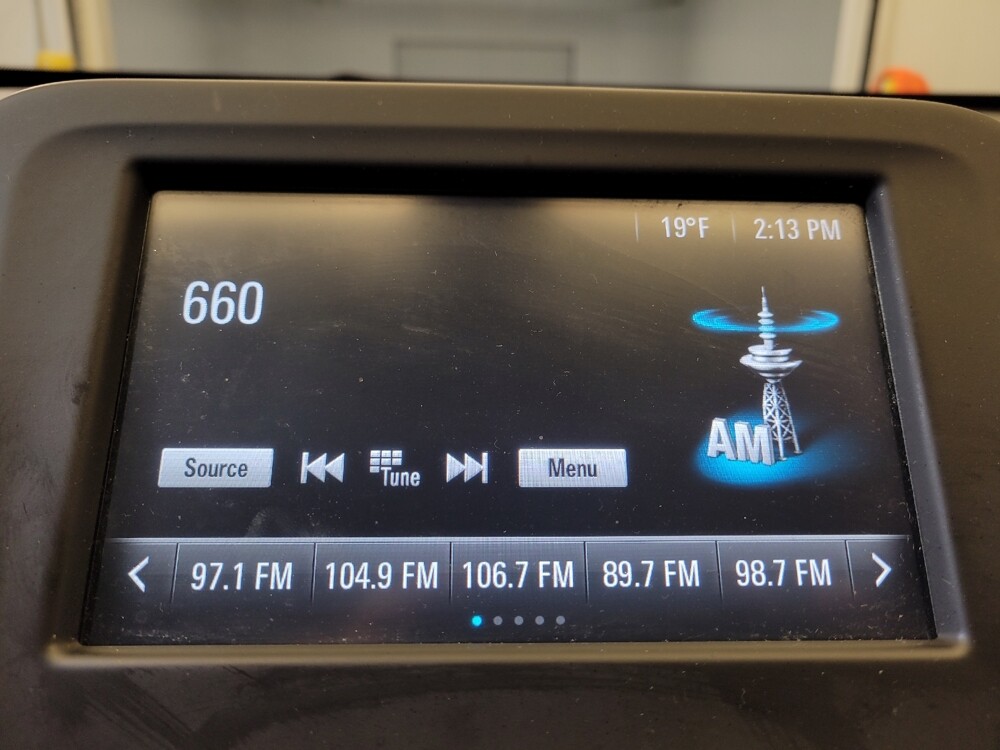 19°F 2:13 PM
660
AM
Source Tune Menu
97.1 FM 104.9 FM 106.7 FM 89.7 FM 98.7 FM